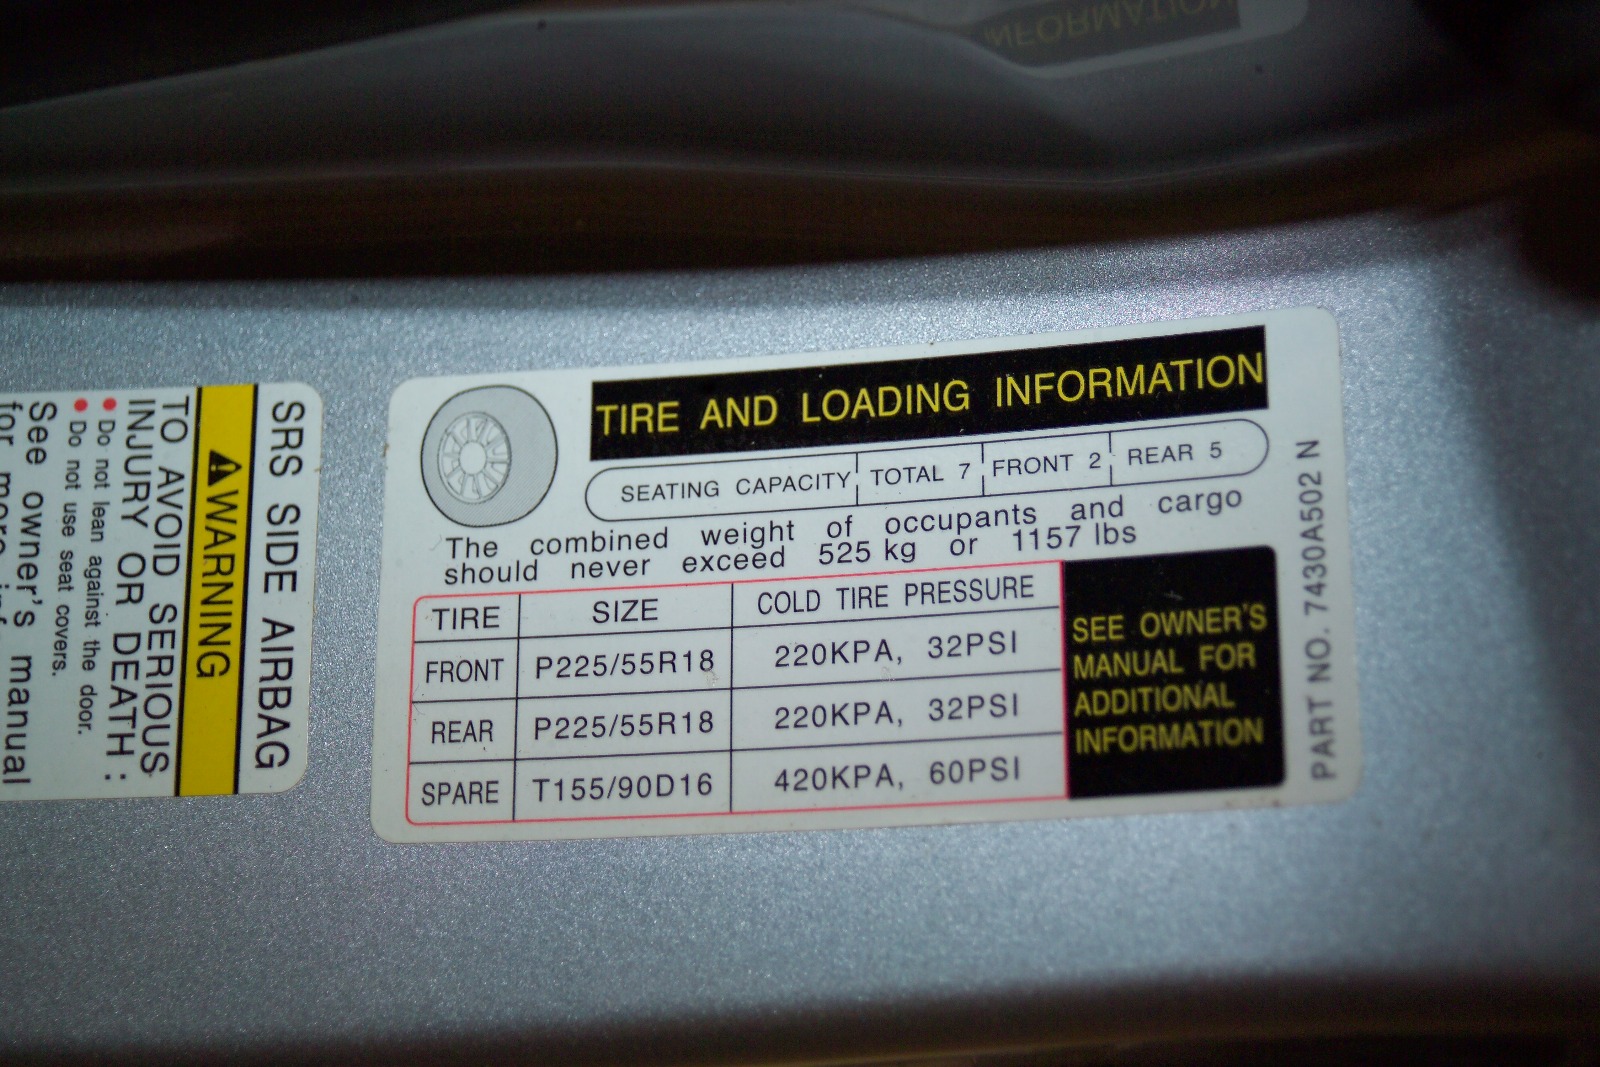 INFORMATION
SRS SIDE AIRBAG
WARNING
TO AVOID SERIOUS
INJURY OR DEATH :
Do not lean against the door.
Do not use seat covers.
See owner's manual
for more
TIRE AND LOADING INFORMATION
SEATING CAPACITY TOTAL 7 FRONT 2 REAR 5
The combined weight of occupants and cargo
should never exceed 525 kg or 1157 lbs
TIRE SIZE COLD TIRE PRESSURE
FRONT P225/55R18 220KPA, 32PSI
REAR P225/55R18 220KPA, 32PSI
SPARE T155/90D16 420KPA, 60PSI
SEE OWNER'S
MANUAL FOR
ADDITIONAL
INFORMATION
PART NO. 7430A502 N